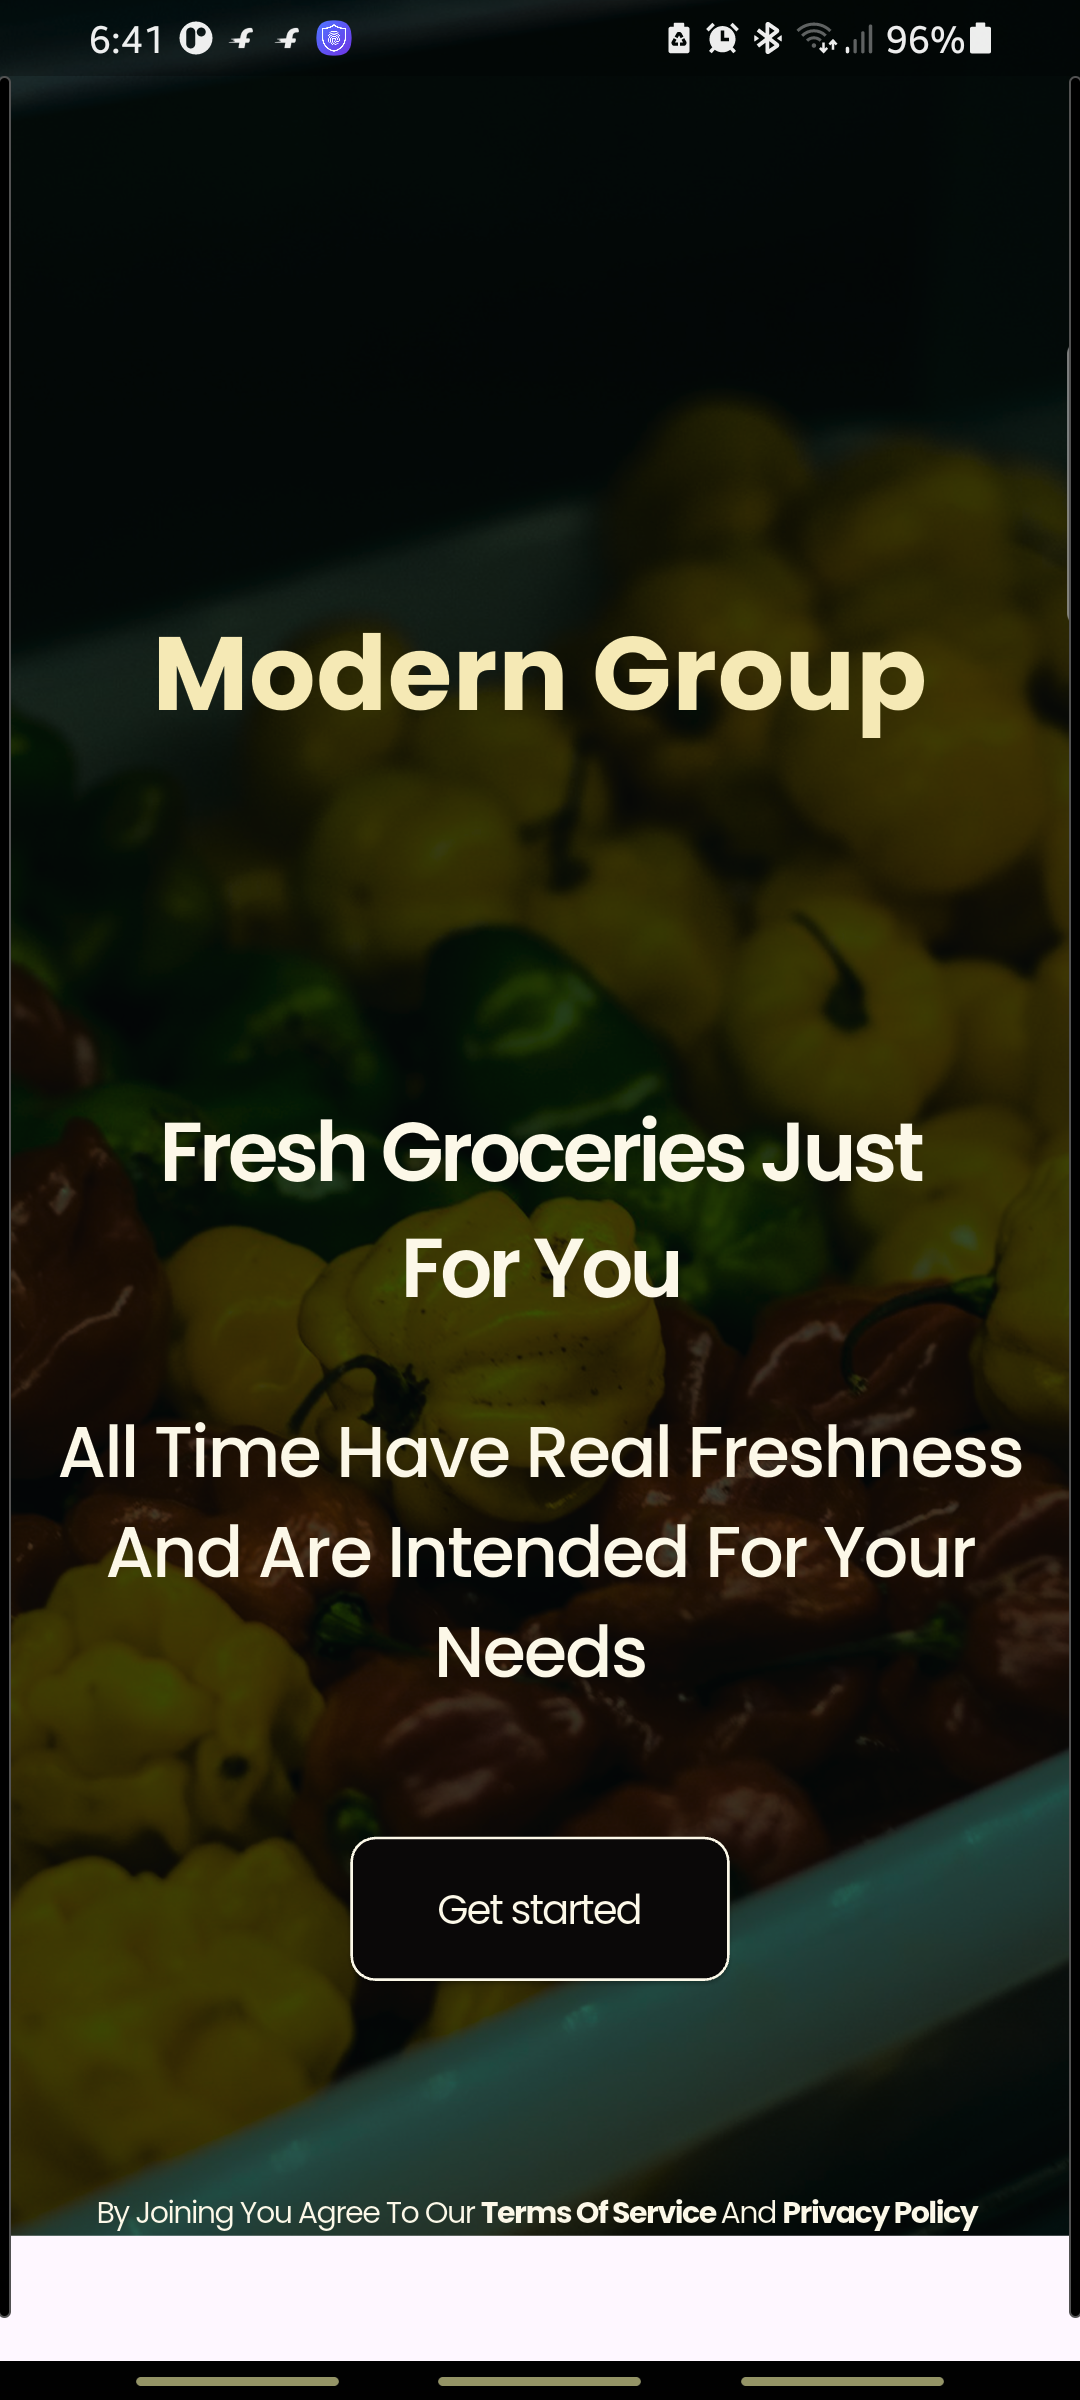 6:41
96%
Modern Group
Fresh Groceries Just
For You
All Time Have Real Freshness
And Are Intended For Your
Needs
Get started
By Joining You Agree To Our Terms Of Service And Privacy Policy